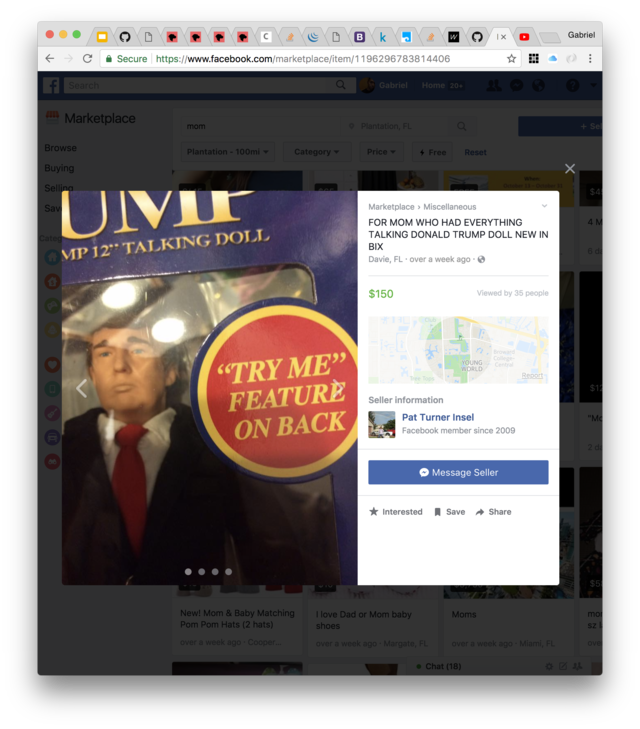 Gabriel
Secure
https://www.facebook.com/marketplace/item/1196296783814406
Search
Gabriel
Home
20+
Marketplace
mom
Plantation, FL
Browse
Buying
Selling
Plantation · 100mi
Category
Price
Free
Reset
UMP
MP 12" TALKING DOLL
"TRY ME"
FEATURE
ON BACK
Marketplace › Miscellaneous
FOR MOM WHO HAD EVERYTHING
TALKING DONALD TRUMP DOLL NEW IN
BIX
Davie, FL · over a week ago ·
$150
Viewed by 35 people
YOUNG
WORLD
Report
Seller information
Pat Turner Insel
Facebook member since 2009
Message Seller
Interested
Save
Share
New! Mom & Baby Matching
Pom Pom Hats (2 hats)
over a week ago · Cooper...
I love Dad or Mom baby
shoes
over a week ago · Margate, FL
Moms
over a week ago · Miami, FL
Chat (18)